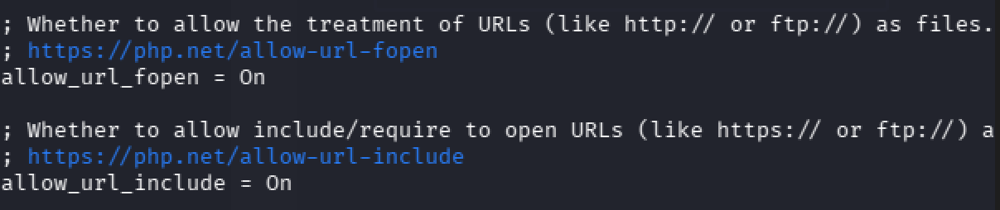 ; Whether to allow the treatment of URLs (like http:// or ftp://) as files.
; https://php.net/allow-url-fopen
allow_url_fopen = On
; Whether to allow include/require to open URLs (like https:// or ftp://) a
; https://php.net/allow-url-include
allow_url_include = On